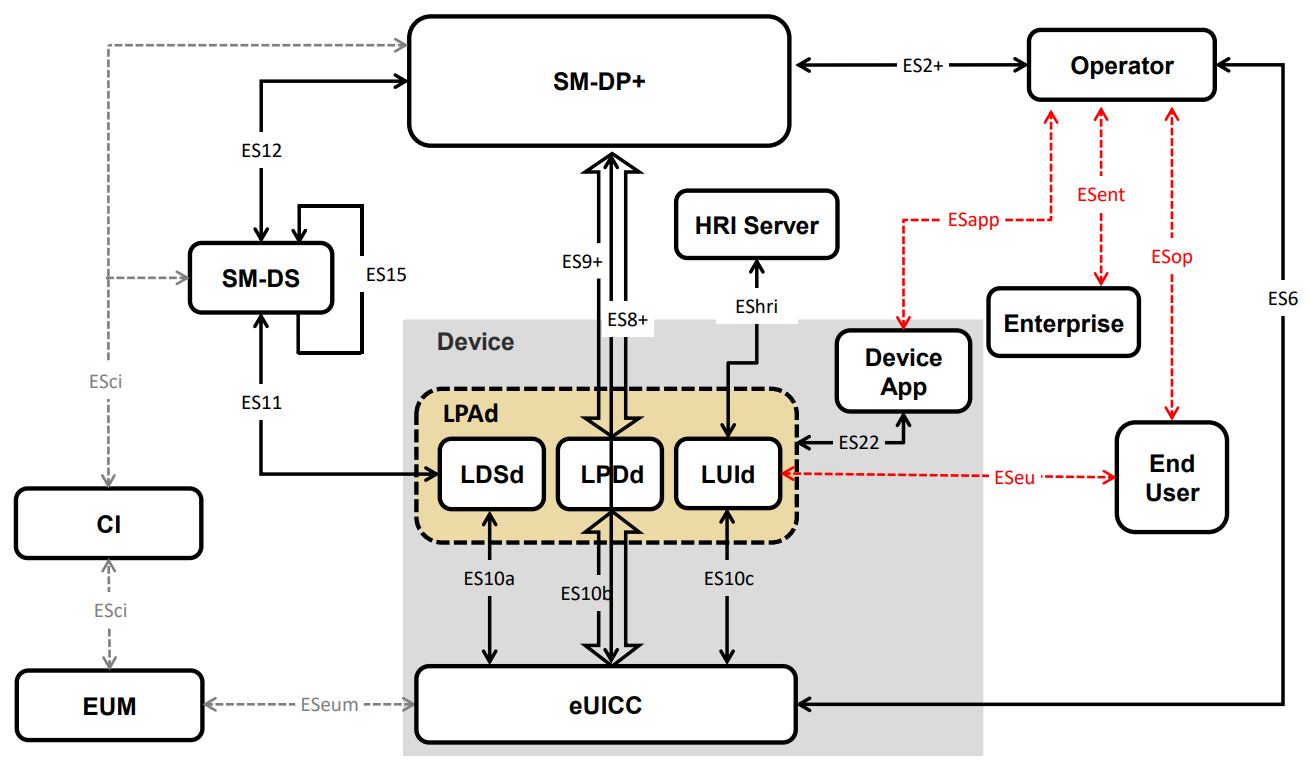 SM-DP+
ES2+
Operator
ES12
ESapp
ESent
ESop
HRI Server
SM-DS
ES15
ES9+
ES8+
EShri
ES6
Enterprise
Device
Device
App
ESci
ES11
LPAd
ES22
LDSd
LPDd
LUId
ESeu
End
User
CI
ES10a
ES10b
ES10c
ESci
EUM
ESeum
eUICC